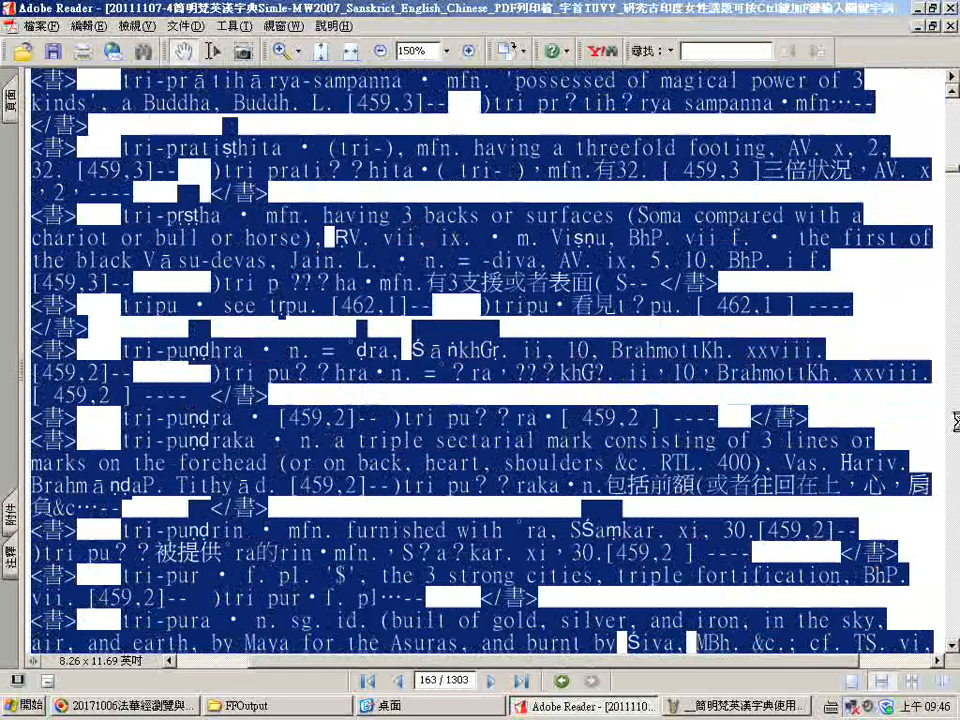 Adobe Reader - [20111107-4簡明梵英漢字典Simle-MW2007_Sanskrict_English_Chinese_PDF列印檔_字首TUVY_研究古印度女性議題可按Ctrl鍵加F鍵輸入關鍵字詞...
檔案(F) 編輯(E) 檢視(V) 文件(D) 工具(T) 視窗(W) 說明(H)
150% Y! 尋找：
頁面
<書> tri-prātihārya-sampanna • mfn. 'possessed of magical power of 3
kinds', a Buddha, Buddh. L. [459,3]-- )tri pr？tih？rya sampanna•mfn…--
</書>
<書> tri-pratiṣṭhita • (tri-), mfn. having a threefold footing, AV. x, 2,
32. [459,3]-- )tri prati？？hita•( tri- )，mfn.有32. [ 459,3 ]三倍狀況，AV. x
，2，---- </書>
<書> tri-pṛṣṭha • mfn. having 3 backs or surfaces (Soma compared with a
chariot or bull or horse), RV. vii, ix. • m. Viṣṇu, BhP. vii f. • the first of
the black Vāsu-devas, Jain. L. • n. = -diva, AV. ix, 5, 10. BhP. i f.
[459,3]-- )tri p ???ha•mfn.有3支援或者表面( S-- </書>
<書> tripu • see tṛpu. [462,1]-- )tripu•看見t？pu. [ 462,1 ] ----
</書>
<書> tri-puṇḍhra • n. = °ḍra, ŚāṅkhGṛ. ii, 10, BrahmottKh. xxviii.
[459,2]-- )tri pu？？hra•n. =°？ra，???khG?. ii，10，BrahmottKh. xxviii.
[ 459,2 ] ---- </書>
<書> tri-puṇḍra • [459,2]-- )tri pu？？ra•[ 459,2 ] ---- </書>
<書> tri-puṇḍraka • n. a triple sectarial mark consisting of 3 lines or
marks on the forehead (or on back, heart, shoulders &c. RTL. 400), Vas. Hariv.
BrahmāṇḍaP. Tithyād. [459,2]--)tri pu？？raka•n.包括前額(或者往回在上，心，肩
負&c…-- </書>
<書> tri-puṇḍrin • mfn. furnished with °ra, SŚaṃkar. xi, 30.[459,2]--
)tri pu？？被提供°ra的rin•mfn.，S？a？kar. xi，30.[459,2 ] ---- </書>
<書> tri-pur • f. pl. '$', the 3 strong cities, triple fortification, BhP.
vii. [459,2]-- )tri pur•f. pl…-- </書>
<書> tri-pura • n. sg. id. (built of gold, silver, and iron, in the sky,
air, and earth, by Maya for the Asuras, and burnt by Śiva, MBh. &c.; cf. TS. vi,
附件
注釋
8.26 x 11.69 英吋
163 / 1303
開始 20171006法華經瀏覽與... FFOutput 桌面 Adobe Reader - [201110... __簡明梵英漢字典使用... 上午 09:46